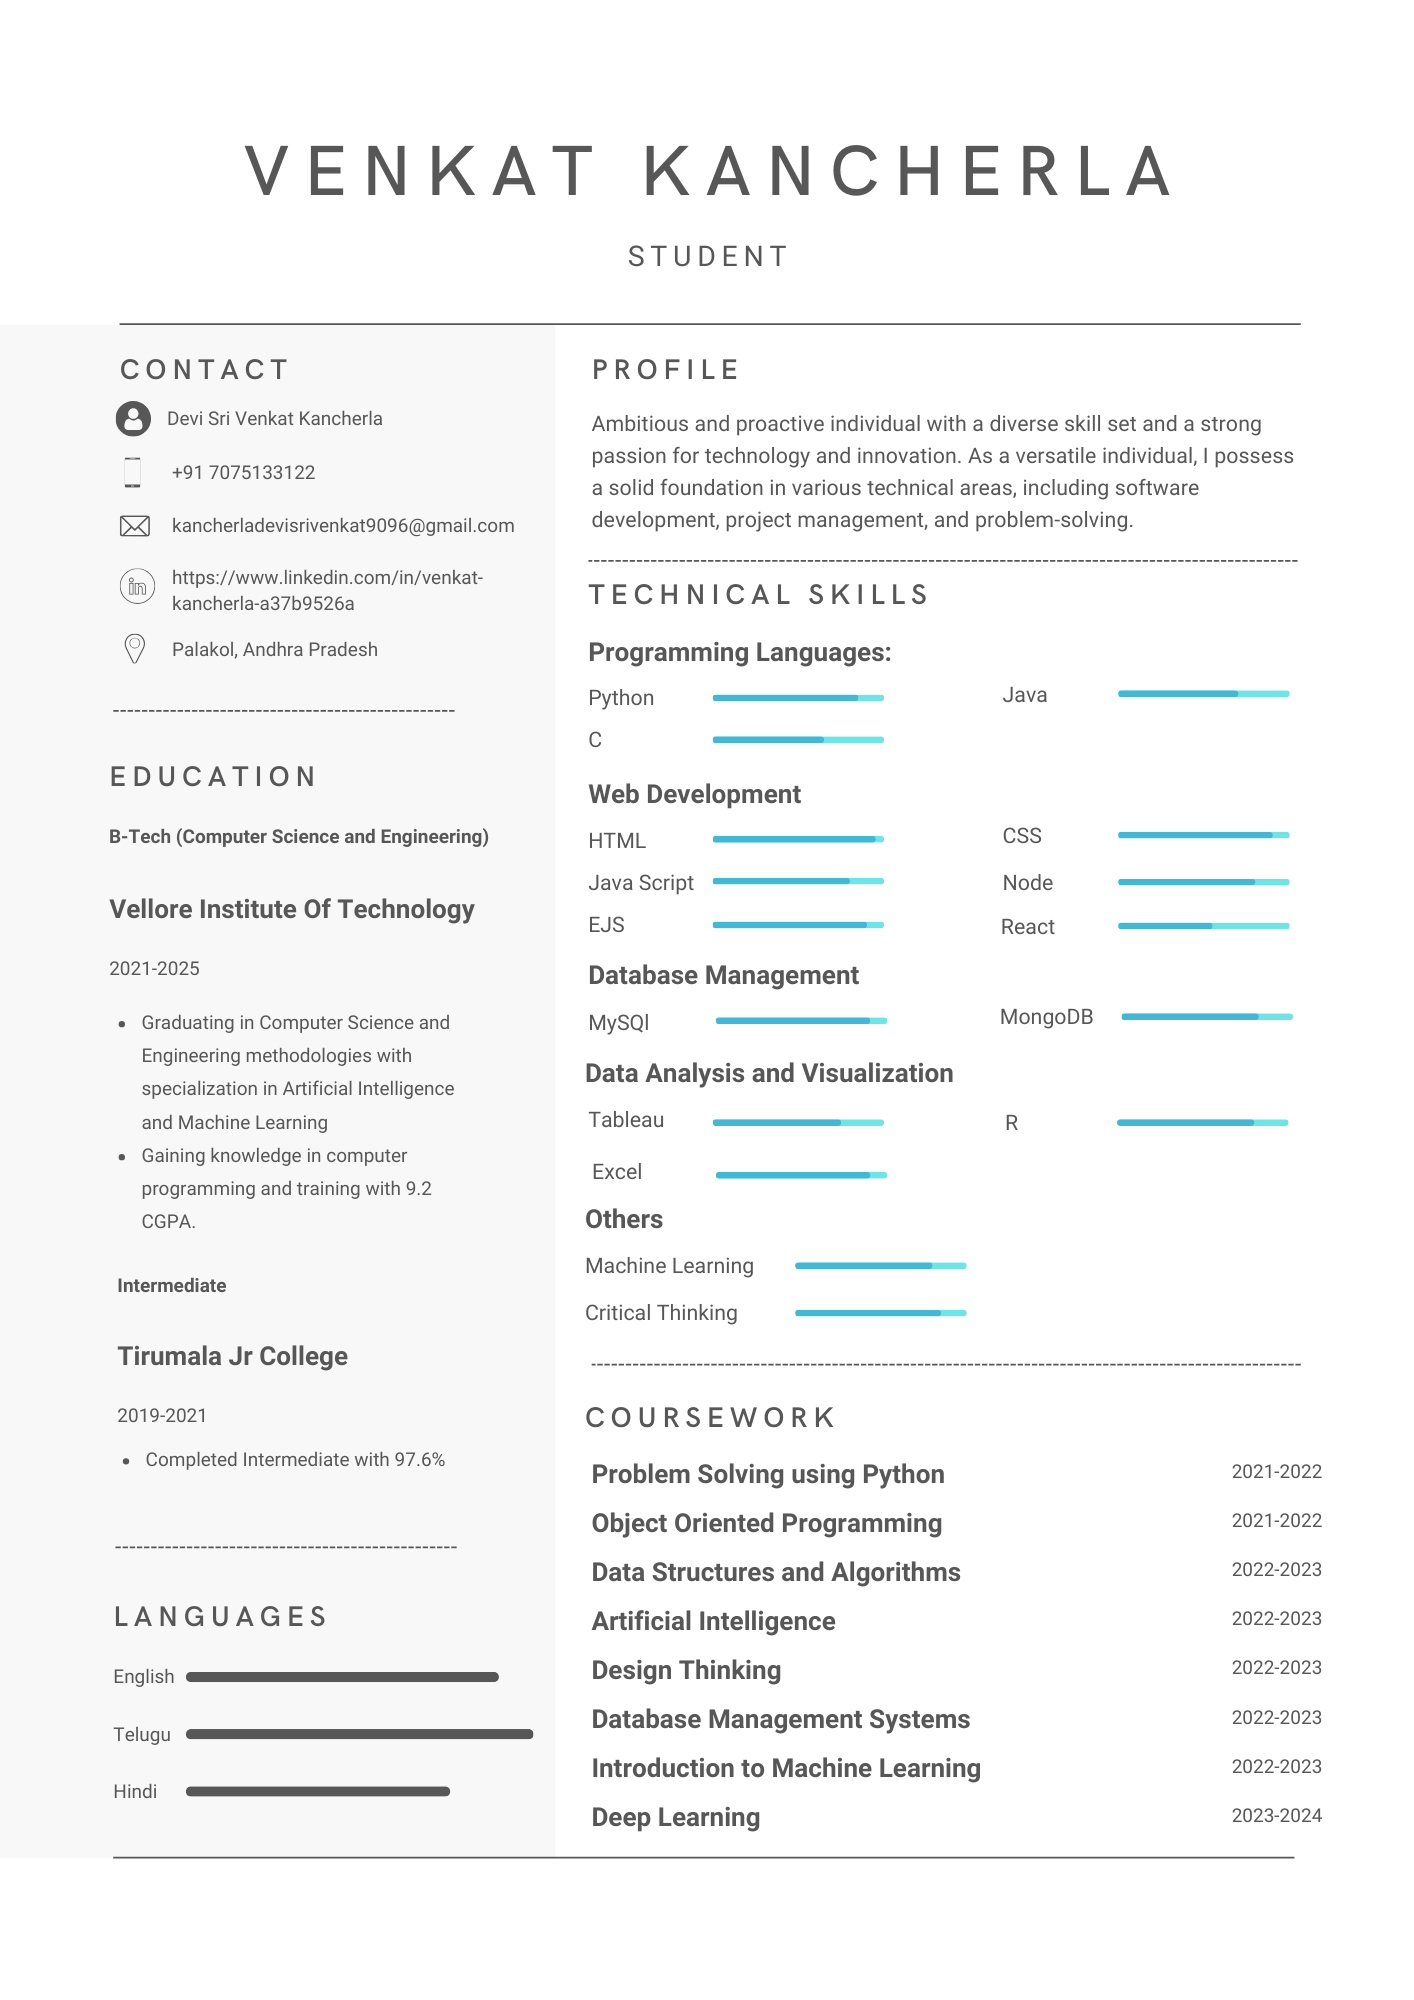 VENKAT KANCHERLA
STUDENT
CONTACT
Devi Sri Venkat Kancherla
+91 7075133122
kancherladevisrivenkat9096@gmail.com
https://www.linkedin.com/in/venkat-
kancherla-a37b9526a
Palakol, Andhra Pradesh
------------------------------------------------
EDUCATION
B-Tech (Computer Science and Engineering)
Vellore Institute Of Technology
2021-2025
• Graduating in Computer Science and
Engineering methodologies with
specialization in Artificial Intelligence
and Machine Learning
• Gaining knowledge in computer
programming and training with 9.2
CGPA.
Intermediate
Tirumala Jr College
2019-2021
• Completed Intermediate with 97.6%
------------------------------------------------
LANGUAGES
English
Telugu
Hindi
PROFILE
Ambitious and proactive individual with a diverse skill set and a strong
passion for technology and innovation. As a versatile individual, I possess
a solid foundation in various technical areas, including software
development, project management, and problem-solving.
----------------------------------------------------------------------------------------------------
TECHNICAL SKILLS
Programming Languages:
Python Java
C
Web Development
HTML CSS
Java Script Node
EJS React
Database Management
MySQl MongoDB
Data Analysis and Visualization
Tableau R
Excel
Others
Machine Learning
Critical Thinking
----------------------------------------------------------------------------------------------------
COURSEWORK
Problem Solving using Python 2021-2022
Object Oriented Programming 2021-2022
Data Structures and Algorithms 2022-2023
Artificial Intelligence 2022-2023
Design Thinking 2022-2023
Database Management Systems 2022-2023
Introduction to Machine Learning 2022-2023
Deep Learning 2023-2024